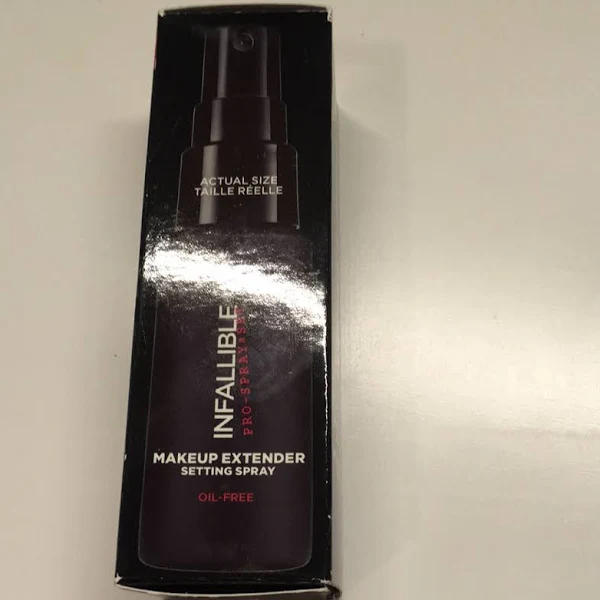 ACTUAL SIZE
TAILLE RÉELLE
INFALLIBLE
PRO-SPRAY&SET
MAKEUP EXTENDER
SETTING SPRAY
OIL-FREE